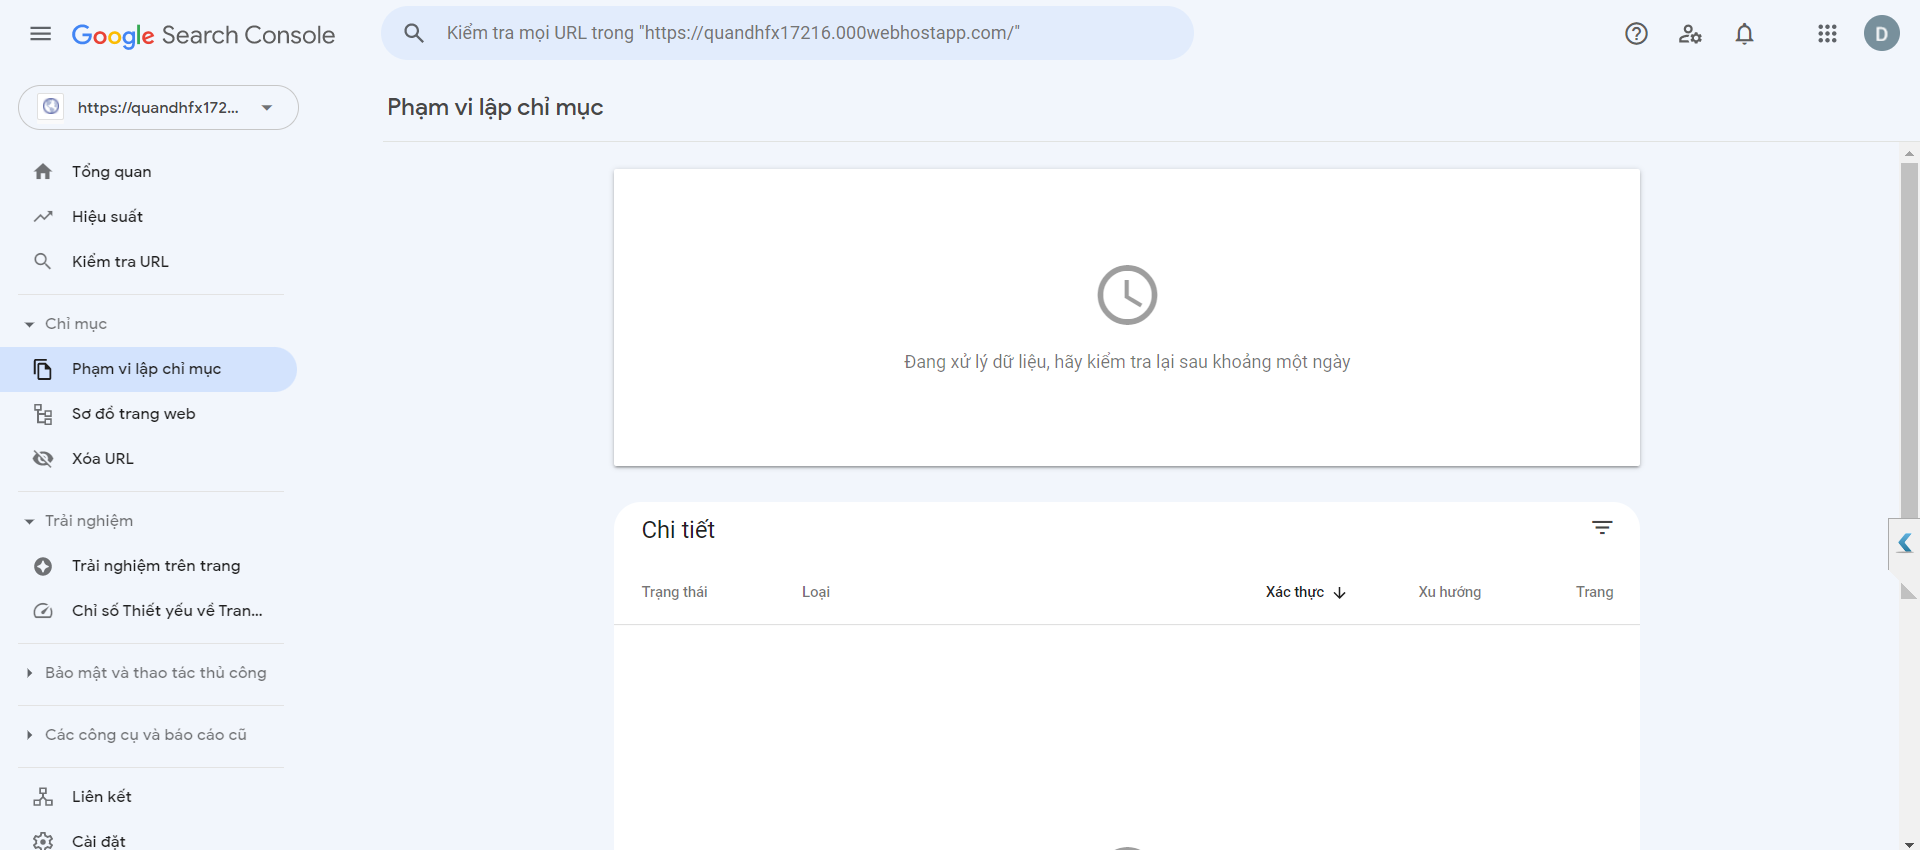 Google Search Console
Kiểm tra mọi URL trong "https://quandhfx17216.000webhostapp.com/"
D
https://quandhfx172...
Phạm vi lập chỉ mục
Tổng quan
Hiệu suất
Kiểm tra URL
Chỉ mục
Phạm vi lập chỉ mục
Sơ đồ trang web
Xóa URL
Trải nghiệm
Trải nghiệm trên trang
Chỉ số Thiết yếu về Tran...
Bảo mật và thao tác thủ công
Các công cụ và báo cáo cũ
Liên kết
Cài đặt
Đang xử lý dữ liệu, hãy kiểm tra lại sau khoảng một ngày
Chi tiết
Trạng thái Loại Xác thực Xu hướng Trang